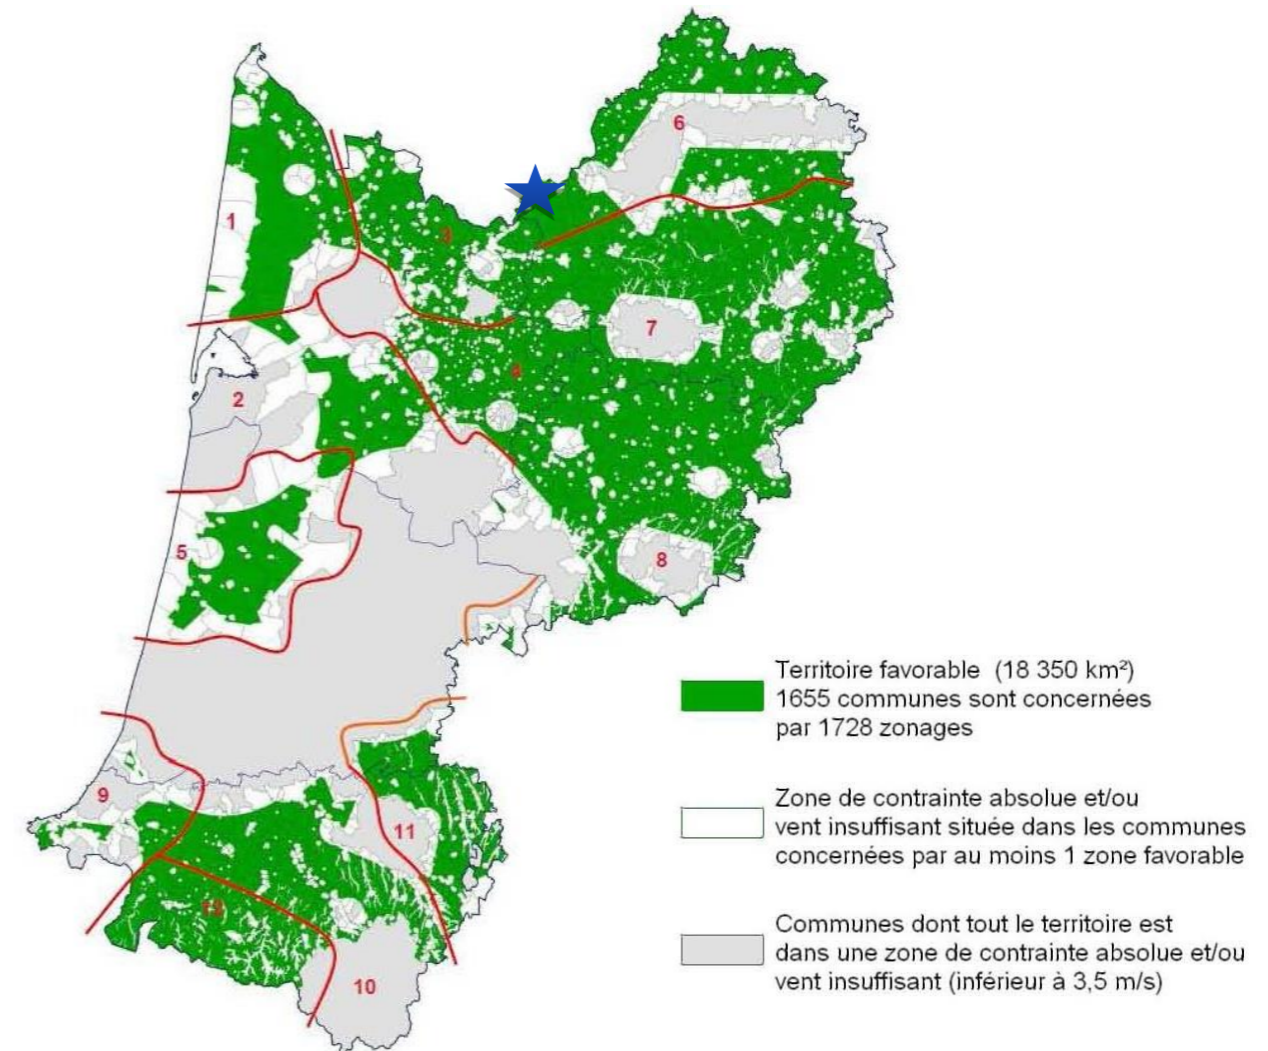 6
1
3
7
4
2
5
8
9
11
12
10
Territoire favorable (18 350 km²)
1655 communes sont concernées
par 1728 zonages
Zone de contrainte absolue et/ou
vent insuffisant située dans les communes
concernées par au moins 1 zone favorable
Communes dont tout le territoire est
dans une zone de contrainte absolue et/ou
vent insuffisant (inférieur à 3,5 m/s)